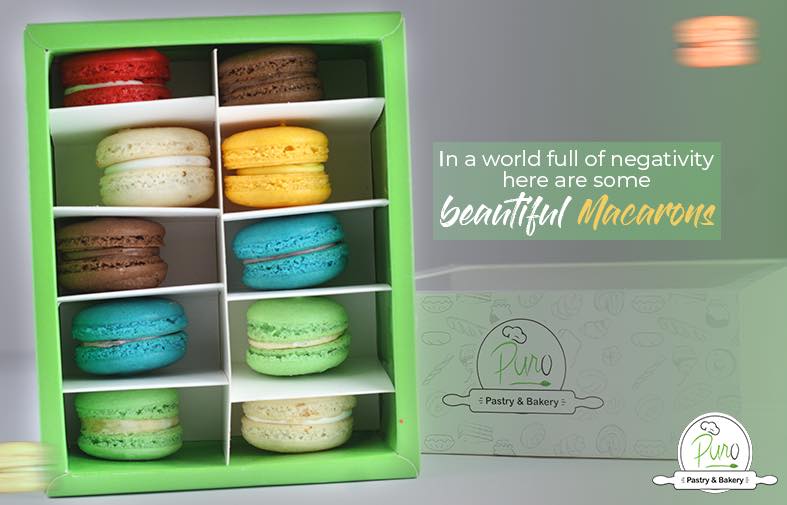 In a world full of negativity
here are some
beautiful Macarons
Puro
Pastry & Bakery
Puro
Pastry & Bakery